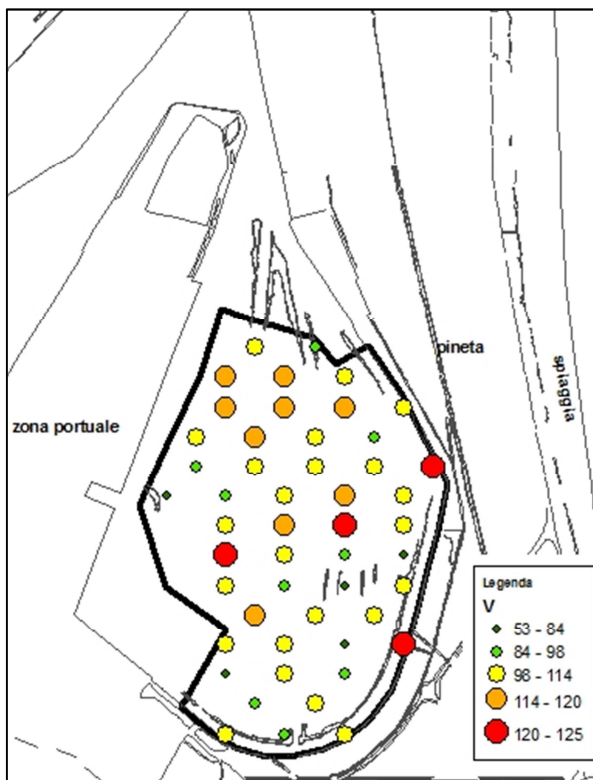 pineta
spiaggia
zona portuale
Legenda
V
53 - 84
84 - 98
98 - 114
114 - 120
120 - 125